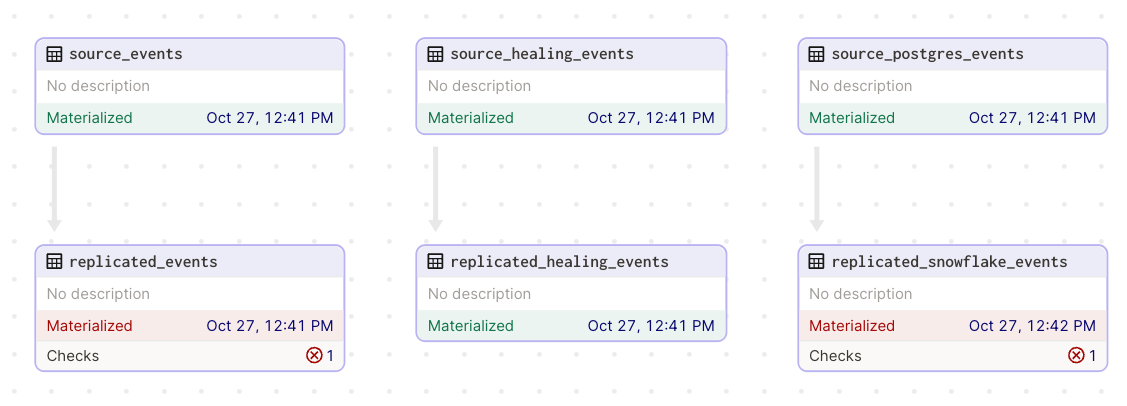 source_events
No description
Materialized Oct 27, 12:41 PM
source_healing_events
No description
Materialized Oct 27, 12:41 PM
source_postgres_events
No description
Materialized Oct 27, 12:41 PM
replicated_events
No description
Materialized Oct 27, 12:41 PM
Checks 1
replicated_healing_events
No description
Materialized Oct 27, 12:41 PM
replicated_snowflake_events
No description
Materialized Oct 27, 12:42 PM
Checks 1